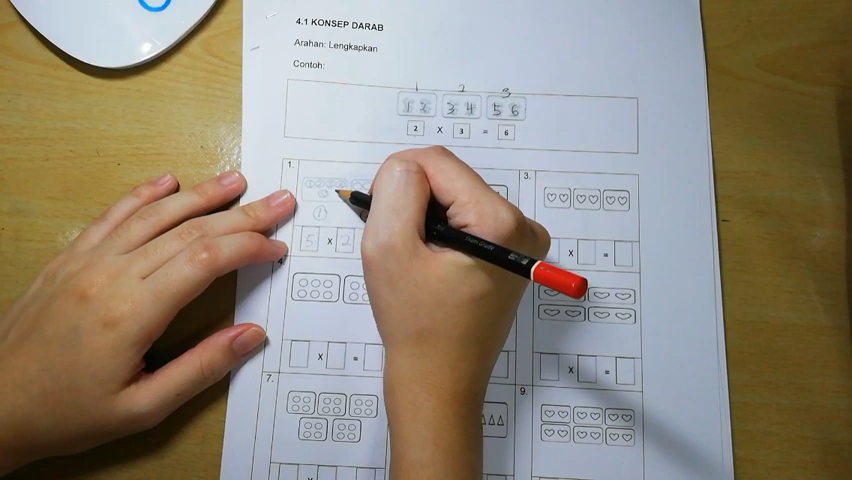 4.1 KONSEP DARAB
Arahan: Lengkapkan
Contoh:
1 2 3
1 2 3 4 5 6
2 X 3 = 6
1. 3.
1
5 X 2 X =
4.
X = X =
7. 9.
X